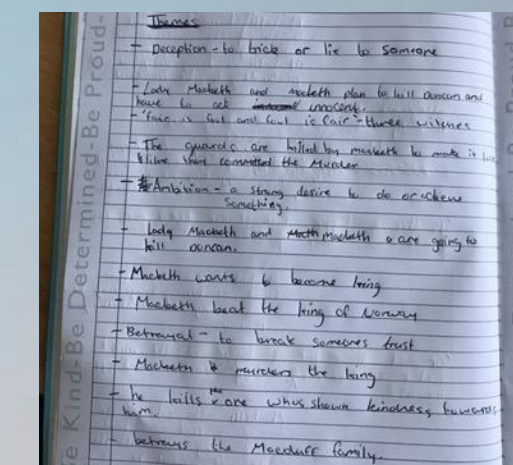 Themes
- Deception - to trick or lie to someone
- Lady Macbeth and macbeth plan to kill duncan and
have to act innocent.
- 'fair is foul and foul is fair' - three witches
- The guards are killed by macbeth to make it
like they committed the Murder
- Ambition - a strong desire to do or acheve
something.
- Lady Macbeth and macbeth are going to
kill duncan.
- Macbeth wants to become king
- Macbeth beat the king of Norway
- Betrayal - to break someones trust
- Macbeth murders the king
- he kills the one whos shown kindness towards
him.
- betrays the Macduff family.
Kind-Be Determined-Be Proud-